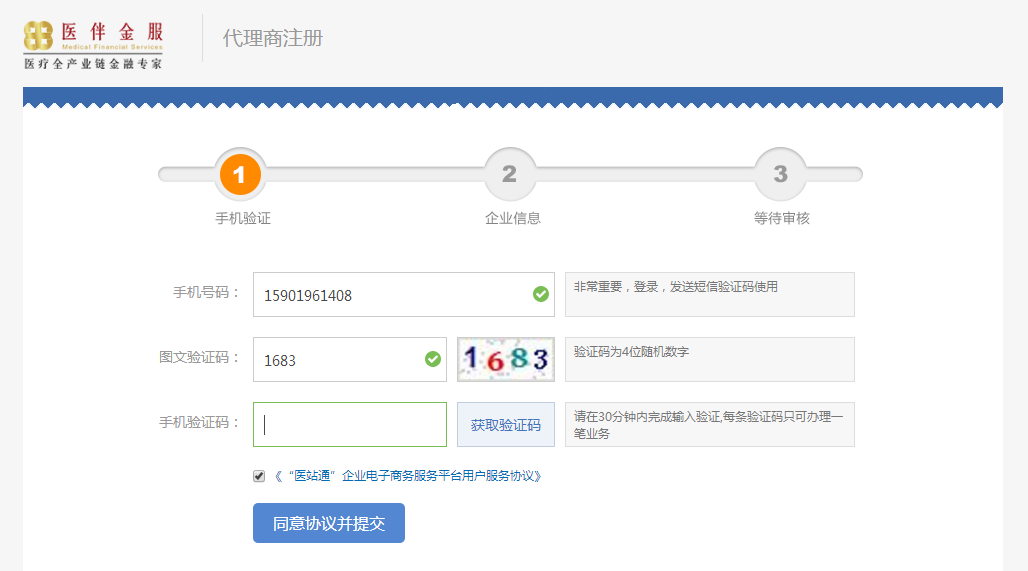 医伴金服
Medical Financial Services
医疗全产业链金融专家
代理商注册
1
2
3
手机验证
企业信息
等待审核
手机号码：
15901961408
非常重要，登录，发送短信验证码使用
图文验证码：
1683
1683
验证码为4位随机数字
手机验证码：
获取验证码
请在30分钟内完成输入验证,每条验证码只可办理一
笔业务
《“医站通”企业电子商务服务平台用户服务协议》
同意协议并提交